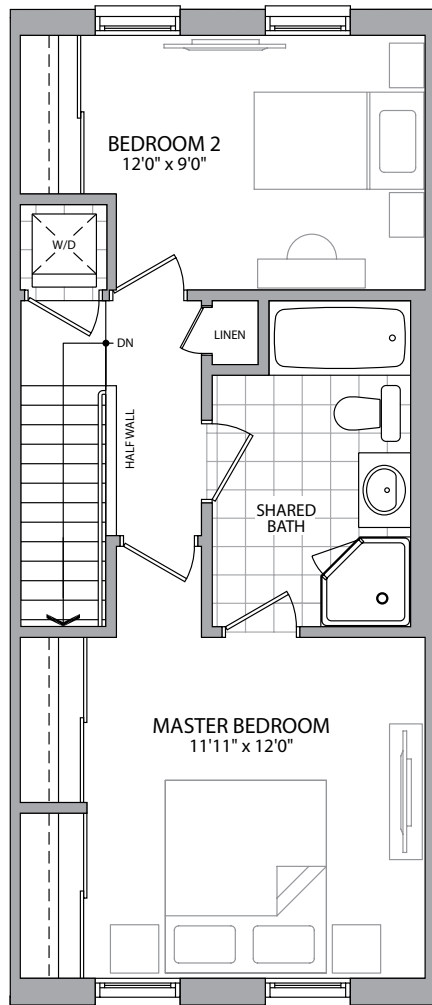 BEDROOM 2
12'0" x 9'0"
W/D
LINEN
DN
HALF WALL
SHARED
BATH
MASTER BEDROOM
11'11" x 12'0"